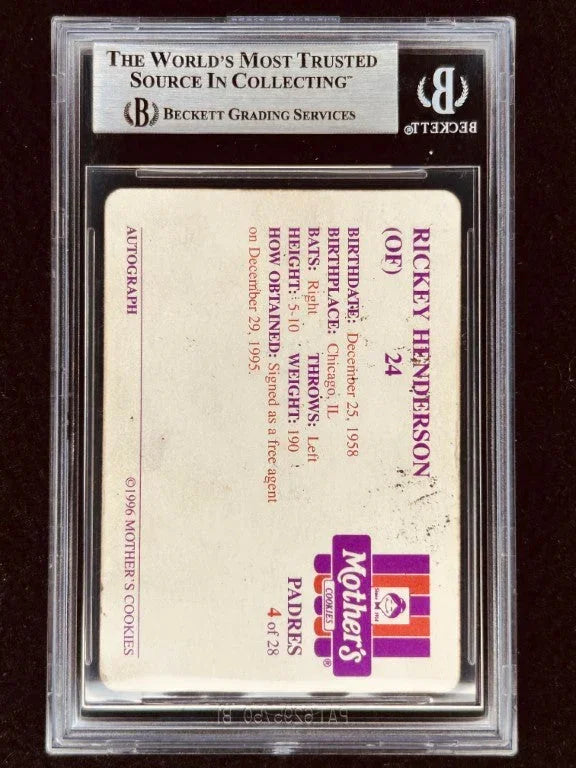 THE WORLD'S MOST TRUSTED
SOURCE IN COLLECTING™
B BECKETT GRADING SERVICES
B
BECKETT®
RICKEY HENDERSON
24
(OF)
BIRTHDATE: December 25, 1958
BIRTHPLACE: Chicago, IL
BATS: Right THROWS: Left
HEIGHT: 5-10 WEIGHT: 190
HOW OBTAINED: Signed as a free agent
on December 29, 1995.
Mother's
COOKIES
®
PADRES
4 of 28
AUTOGRAPH
©1996 MOTHER'S COOKIES